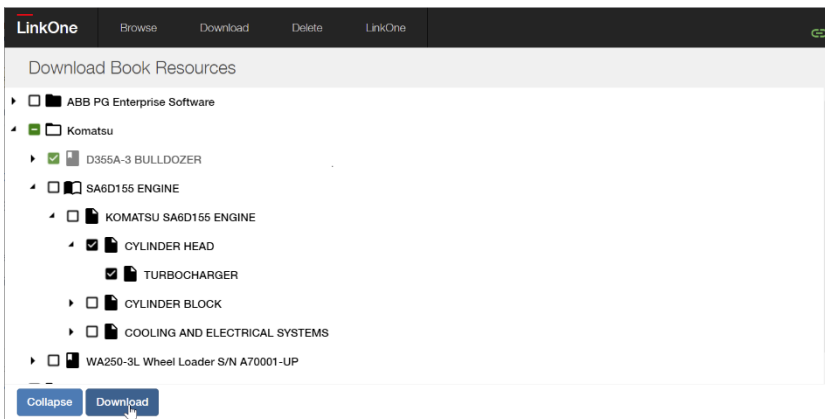 LinkOne Browse Download Delete LinkOne
Download Book Resources
ABB PG Enterprise Software
Komatsu
D355A-3 BULLDOZER
SA6D155 ENGINE
KOMATSU SA6D155 ENGINE
CYLINDER HEAD
TURBOCHARGER
CYLINDER BLOCK
COOLING AND ELECTRICAL SYSTEMS
WA250-3L Wheel Loader S/N A70001-UP
Collapse Download